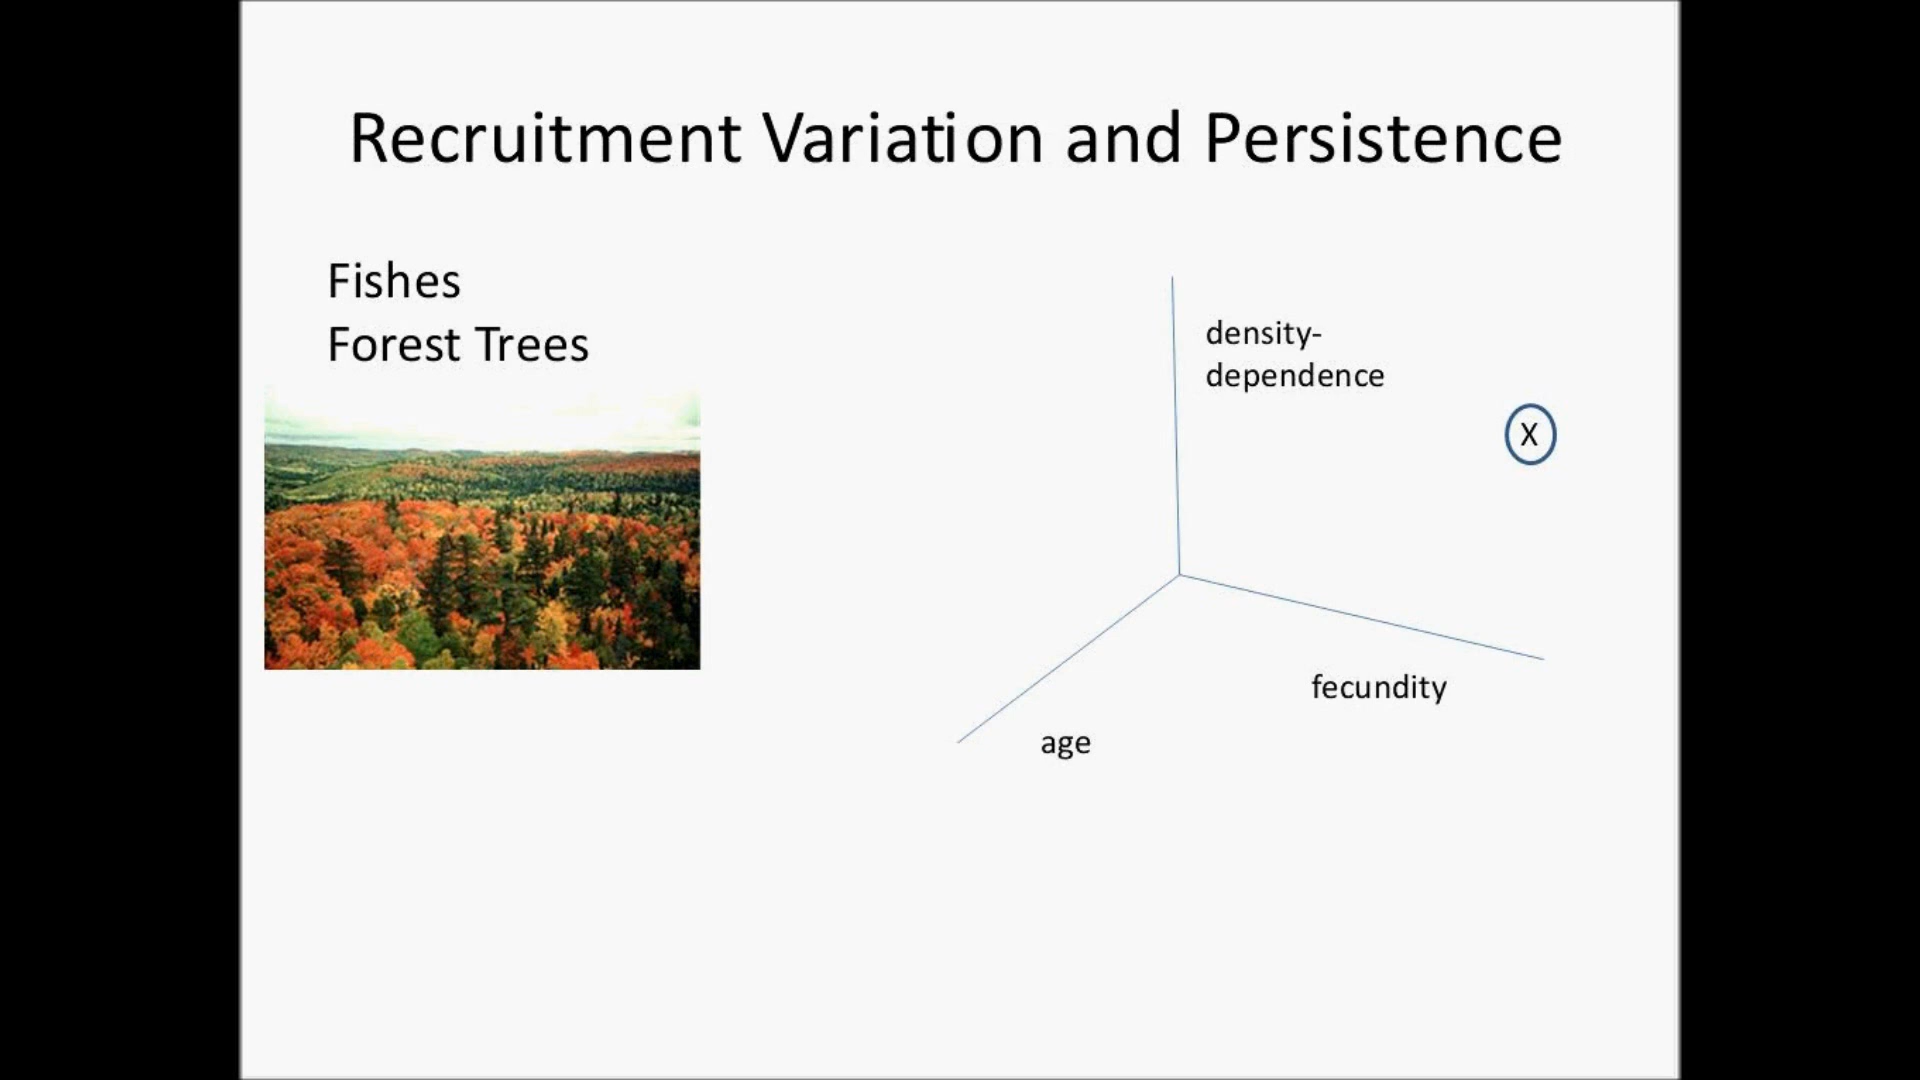 Recruitment Variation and Persistence
Fishes
Forest Trees
density-
dependence
X
fecundity
age